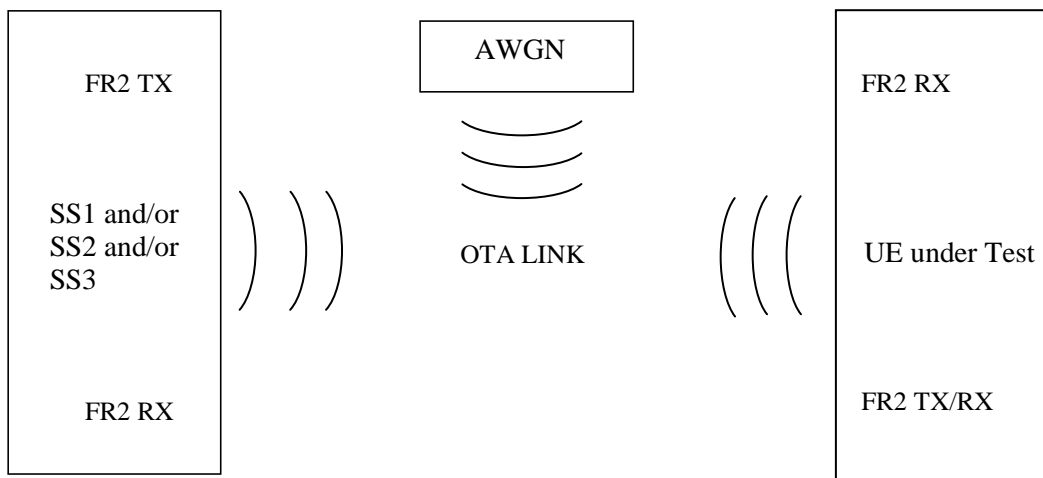 FR2 TX
SS1 and/or
SS2 and/or
SS3
FR2 RX
AWGN
OTA LINK
FR2 RX
UE under Test
FR2 TX/RX